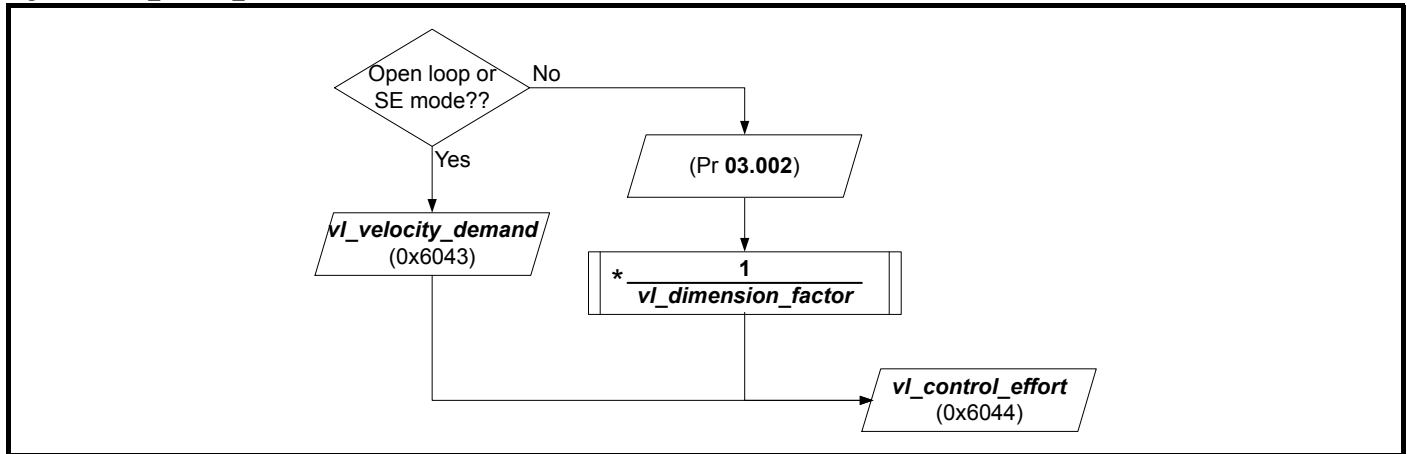 Open loop or
SE mode??
No
Yes
(Pr 03.002)
vl_velocity_demand
(0x6043)
* 1
vl_dimension_factor
vl_control_effort
(0x6044)